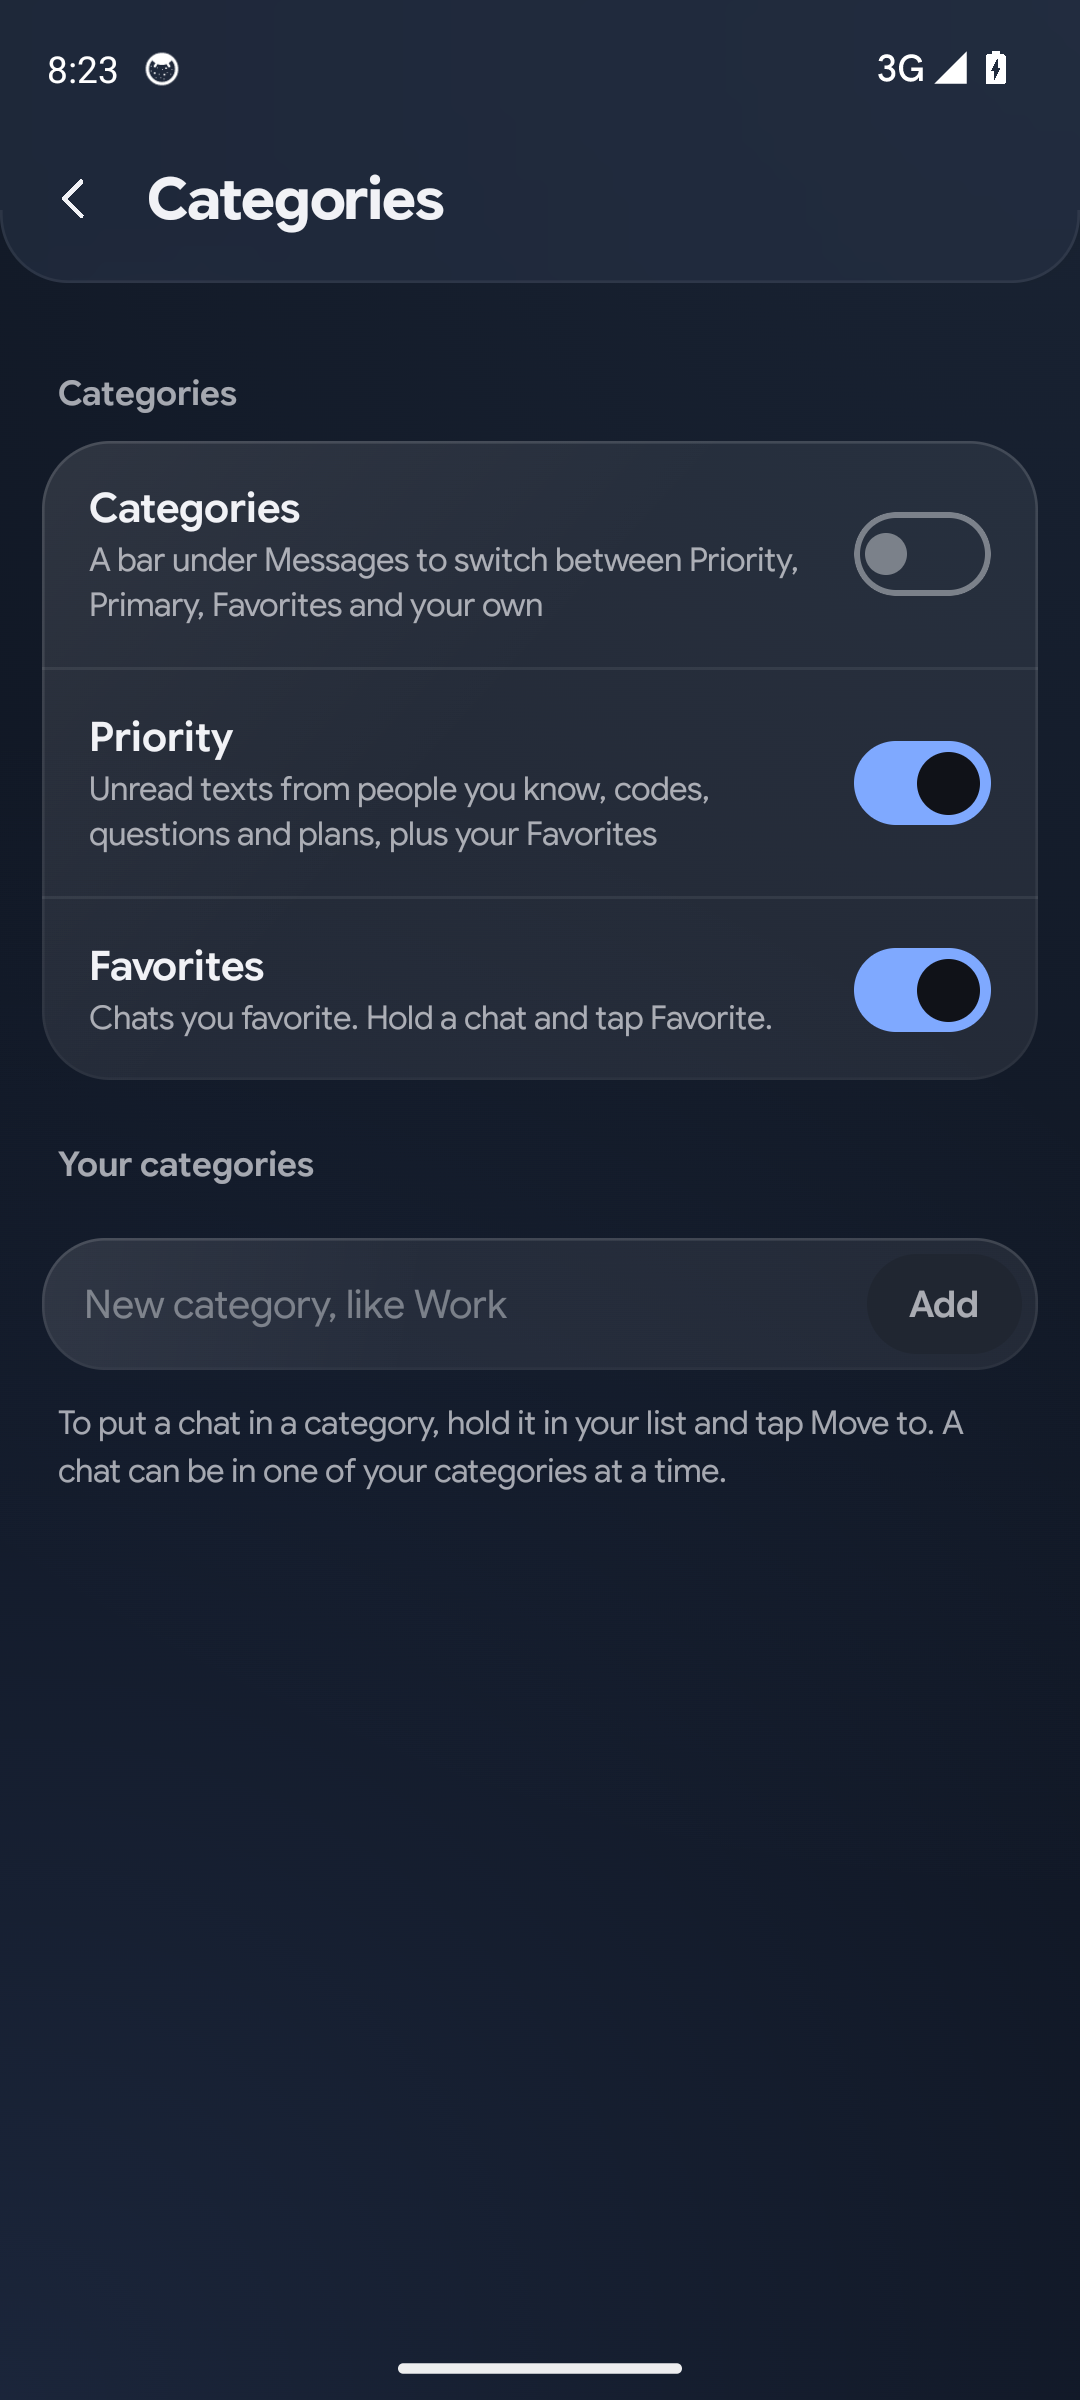 8:23
3G
Categories
Categories
Categories
A bar under Messages to switch between Priority,
Primary, Favorites and your own
Priority
Unread texts from people you know, codes,
questions and plans, plus your Favorites
Favorites
Chats you favorite. Hold a chat and tap Favorite.
Your categories
New category, like Work
Add
To put a chat in a category, hold it in your list and tap Move to. A
chat can be in one of your categories at a time.